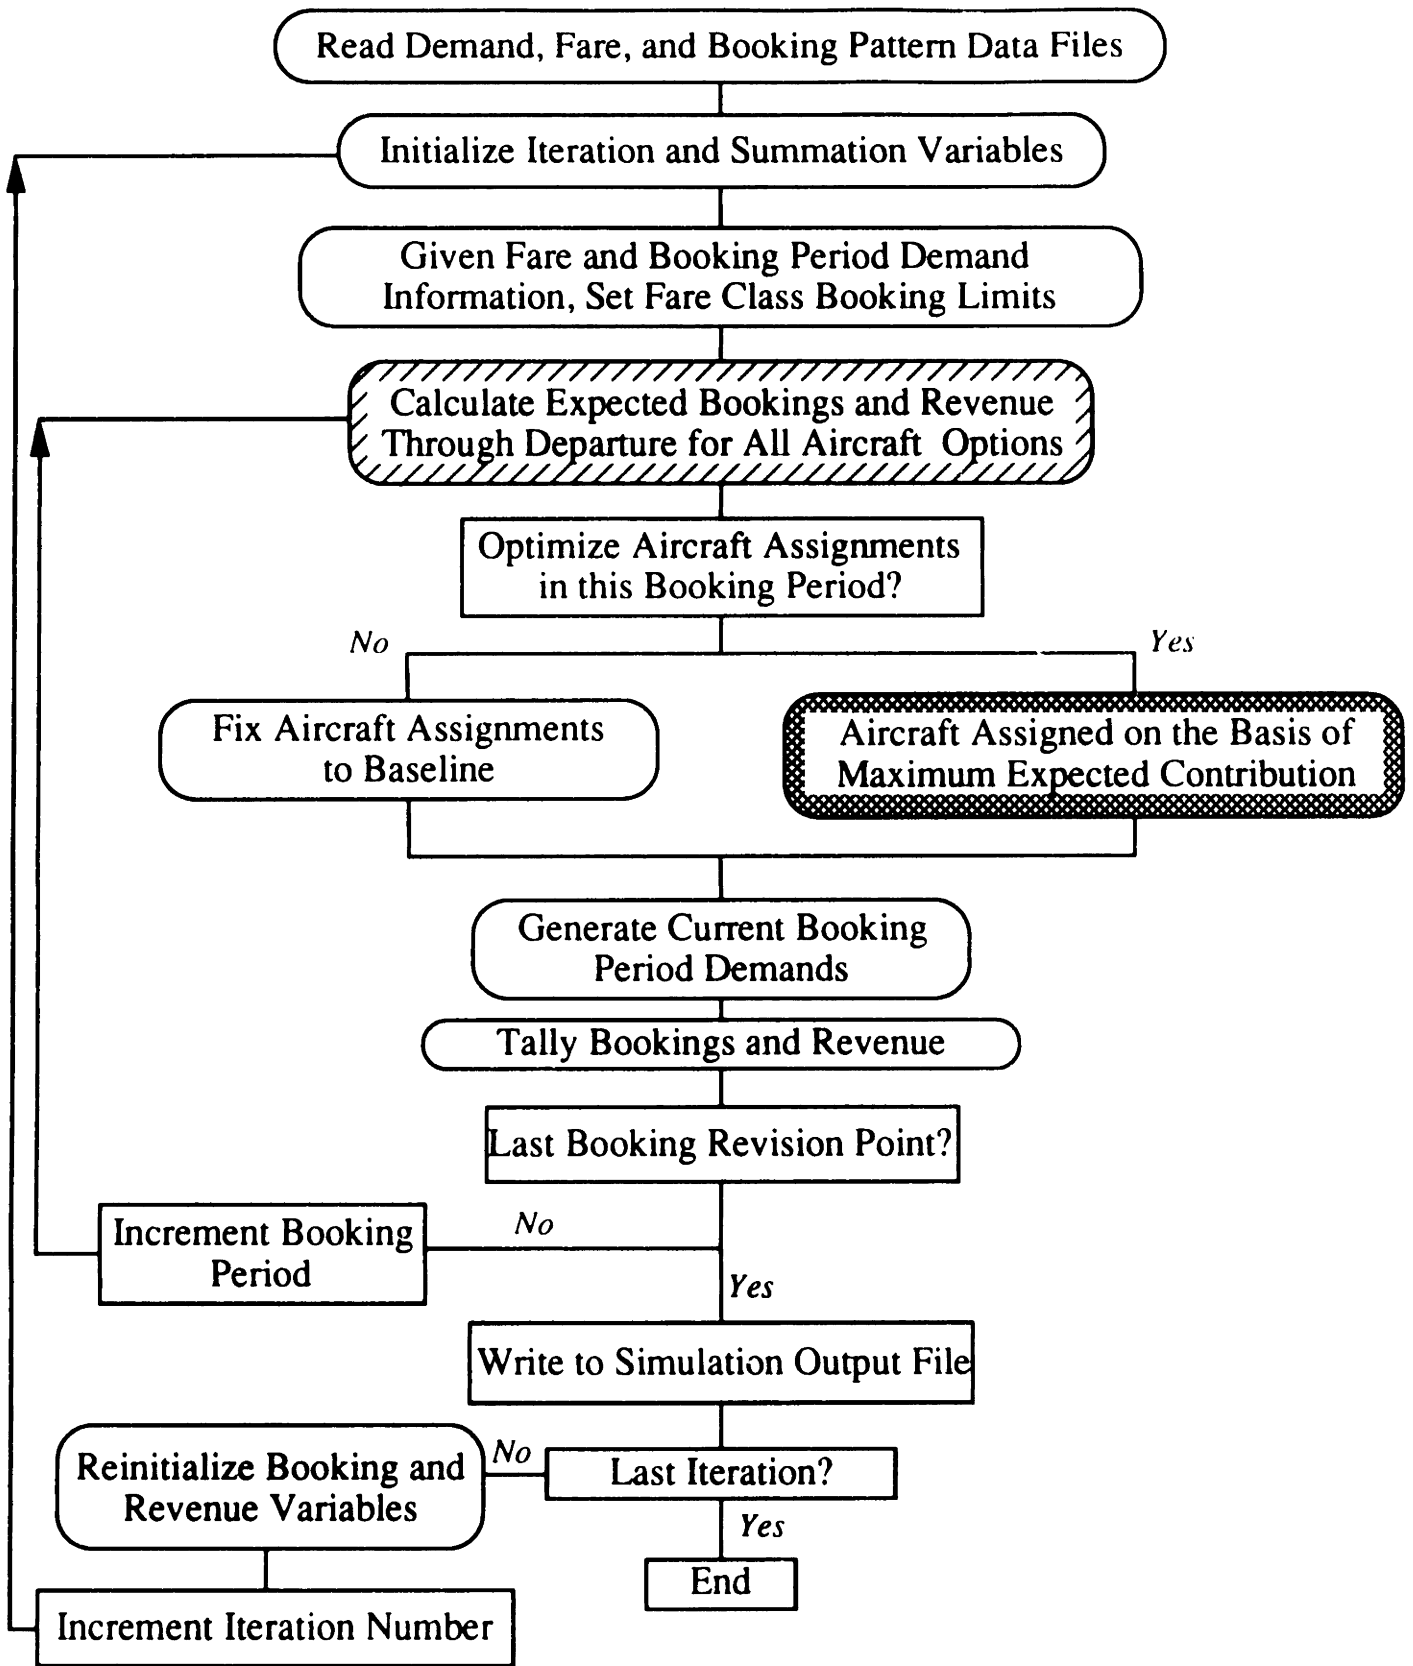 Read Demand, Fare, and Booking Pattern Data Files
Initialize Iteration and Summation Variables
Given Fare and Booking Period Demand
Information, Set Fare Class Booking Limits
Calculate Expected Bookings and Revenue
Through Departure for All Aircraft Options
Optimize Aircraft Assignments
in this Booking Period?
No
Yes
Fix Aircraft Assignments
to Baseline
Aircraft Assigned on the Basis of
Maximum Expected Contribution
Generate Current Booking
Period Demands
Tally Bookings and Revenue
Last Booking Revision Point?
No
Increment Booking
Period
Yes
Write to Simulation Output File
Last Iteration?
No
Reinitialize Booking and
Revenue Variables
Yes
End
Increment Iteration Number